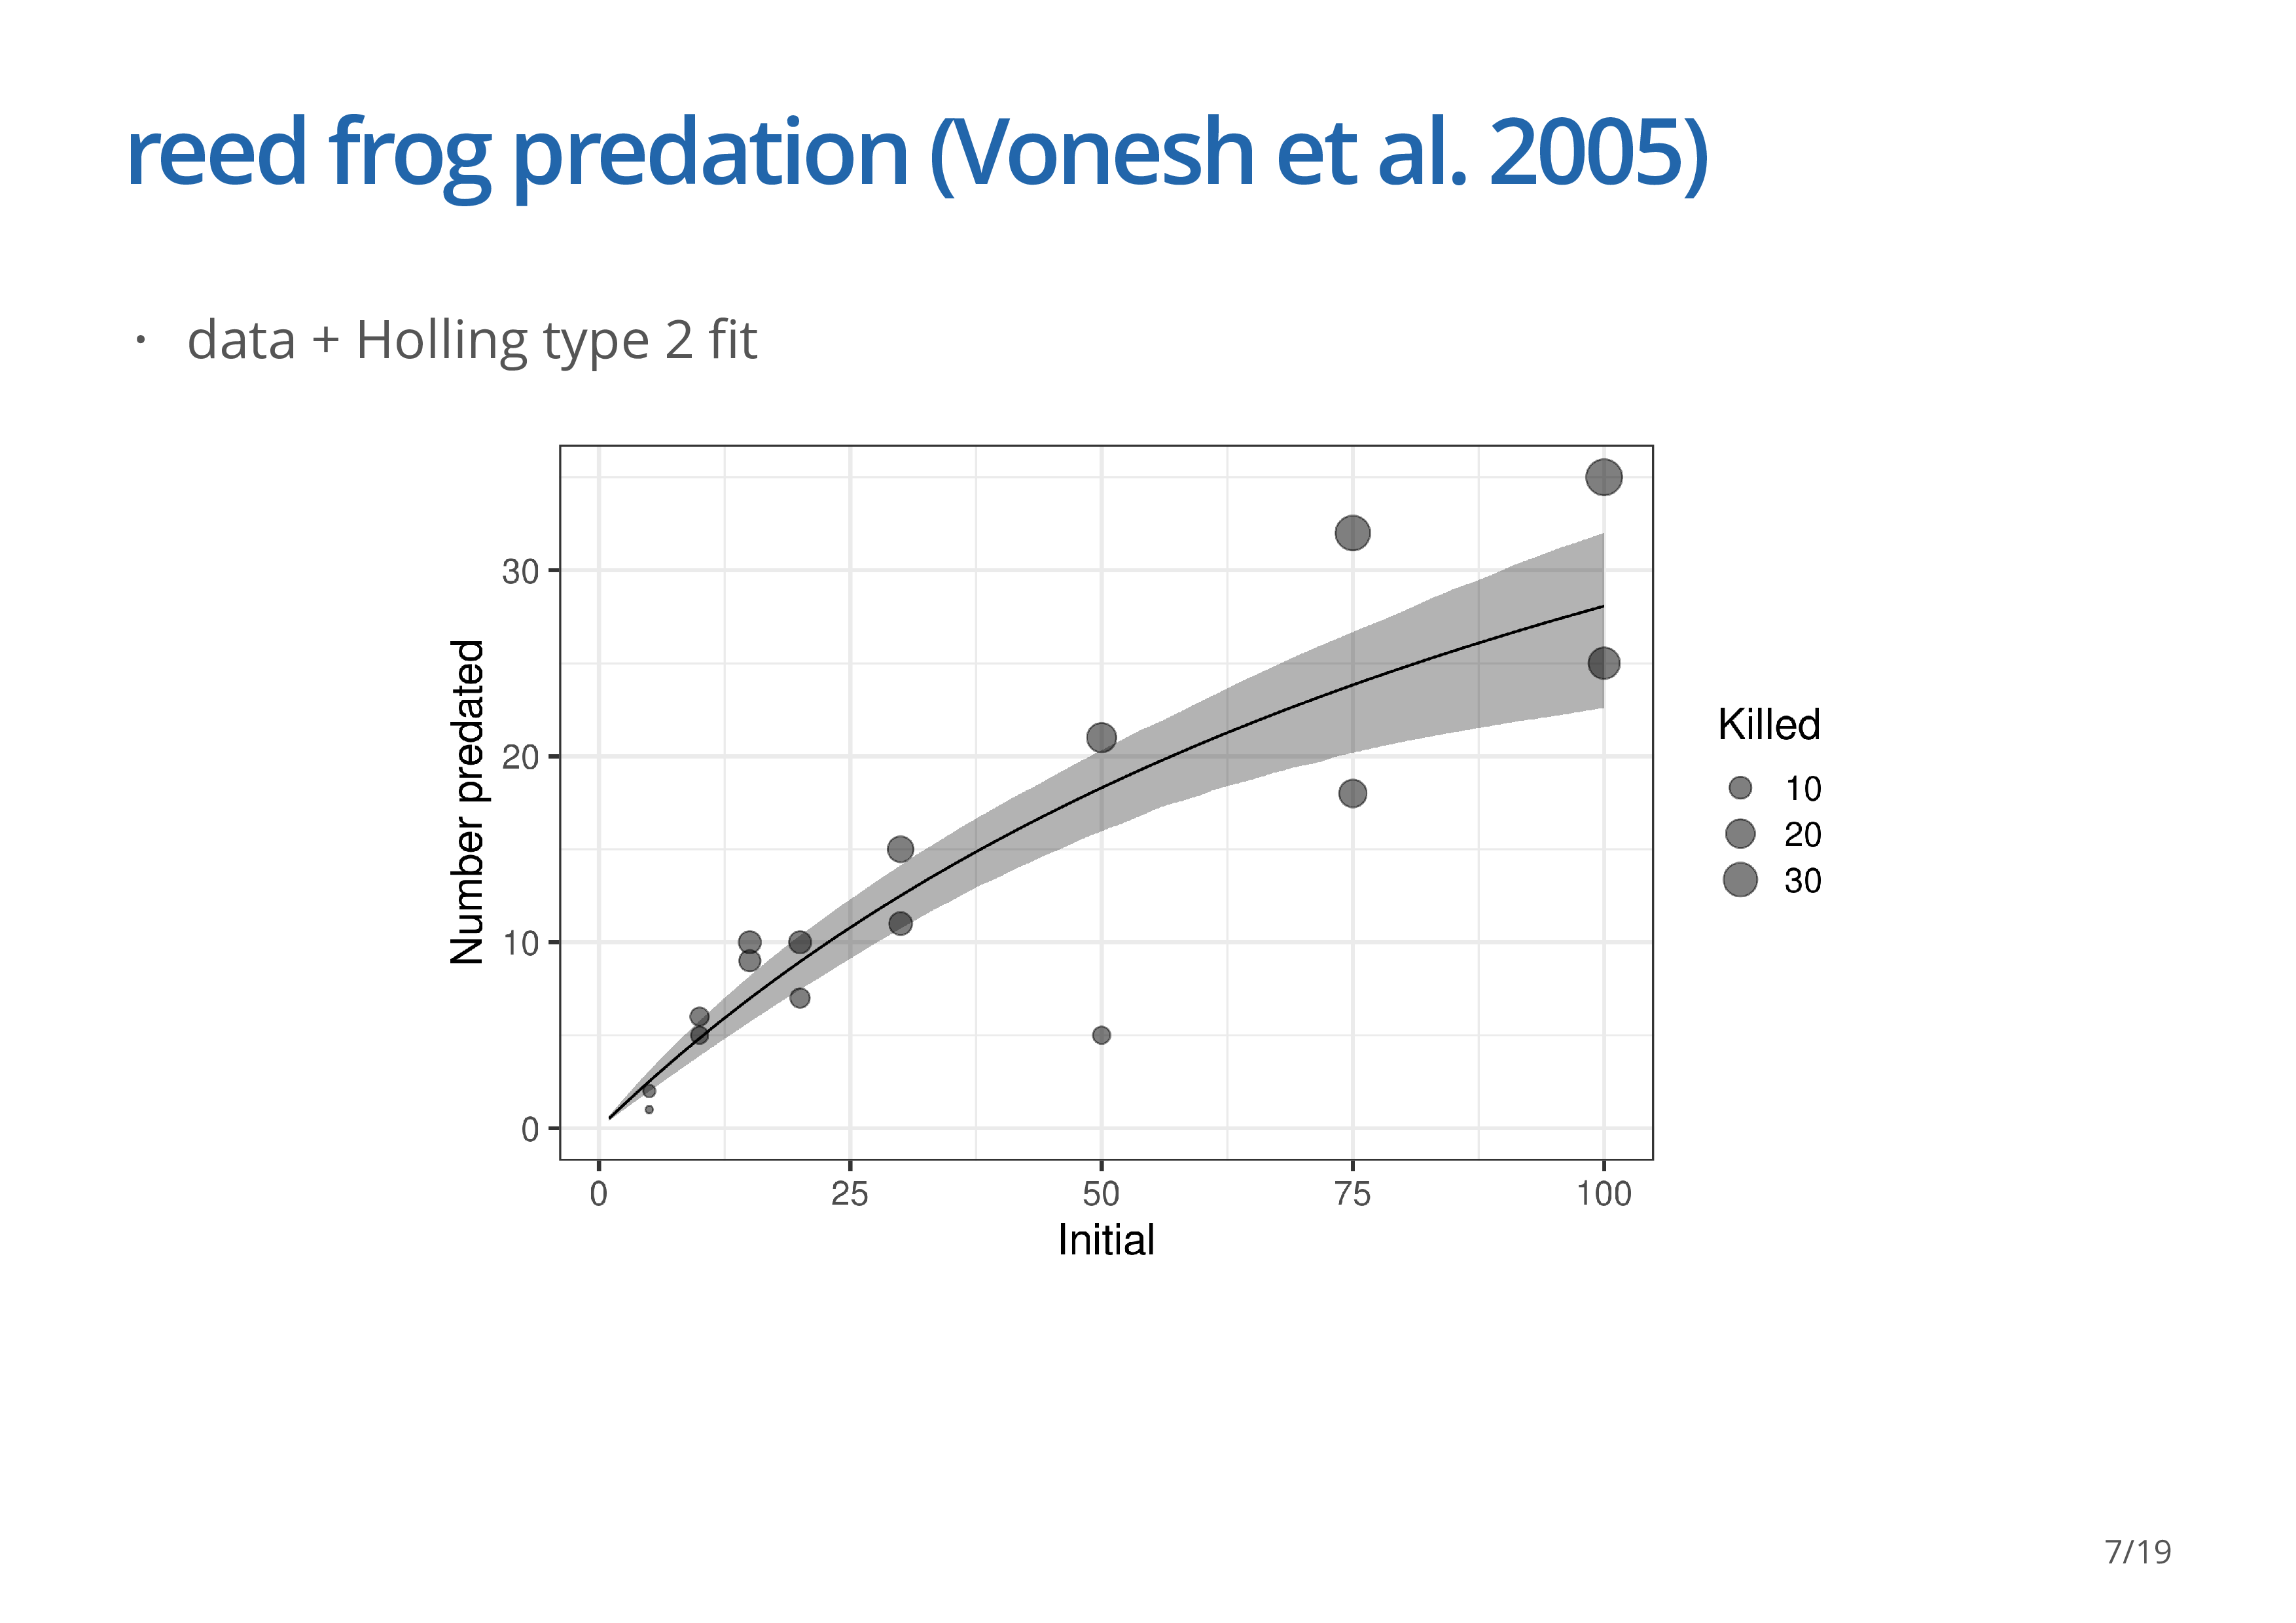 reed frog predation (Vonesh et al. 2005)
· data + Holling type 2 fit
30
20
10
0
Number predated
0 25 50 75 100
Initial
Killed
10
20
30
7/19